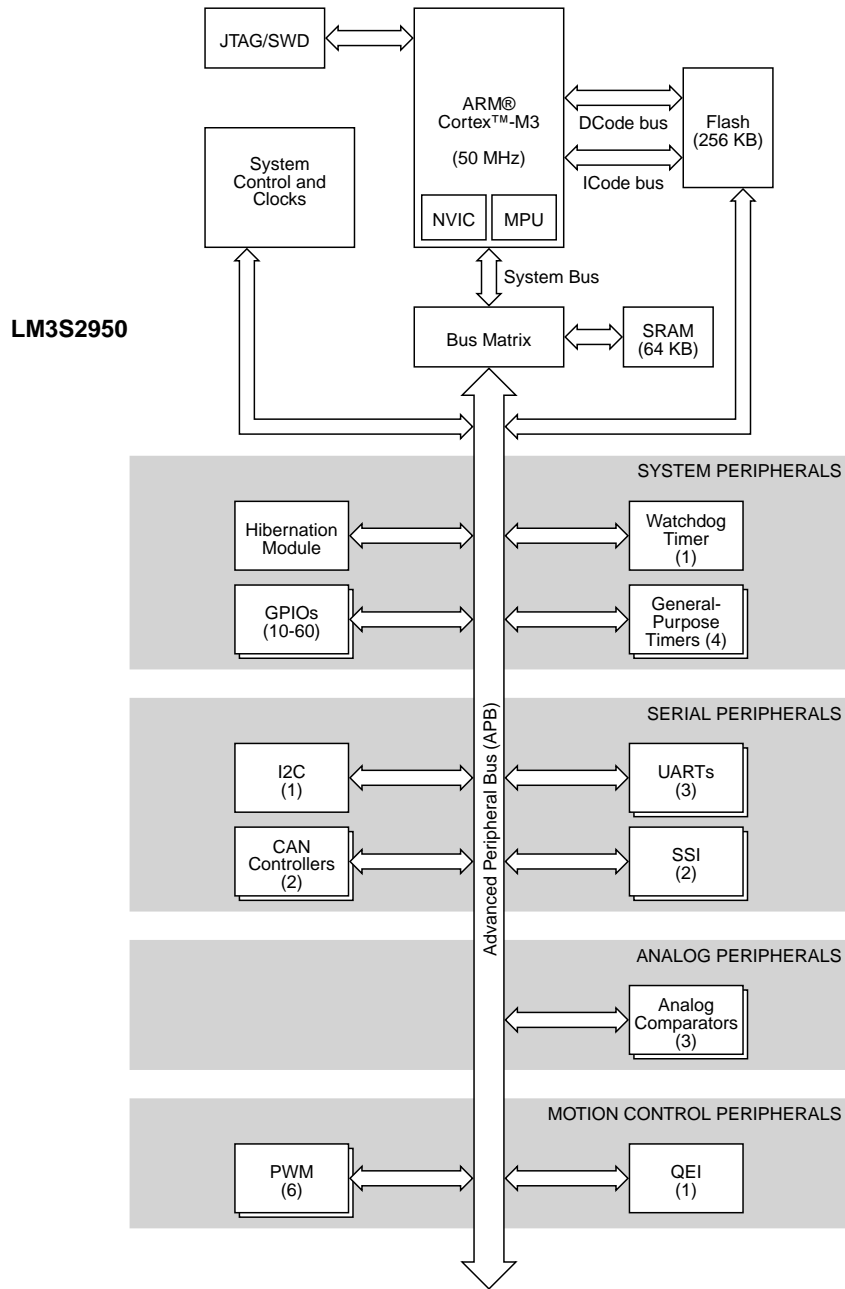 JTAG/SWD
ARM®
Cortex™-M3
(50 MHz)
NVIC
MPU
DCode bus
ICode bus
Flash
(256 KB)
System
Control and
Clocks
System Bus
LM3S2950
Bus Matrix
SRAM
(64 KB)
SYSTEM PERIPHERALS
Hibernation
Module
Watchdog
Timer
(1)
GPIOs
(10-60)
General-
Purpose
Timers (4)
Advanced Peripheral Bus (APB)
SERIAL PERIPHERALS
I2C
(1)
UARTs
(3)
CAN
Controllers
(2)
SSI
(2)
ANALOG PERIPHERALS
Analog
Comparators
(3)
MOTION CONTROL PERIPHERALS
PWM
(6)
QEI
(1)